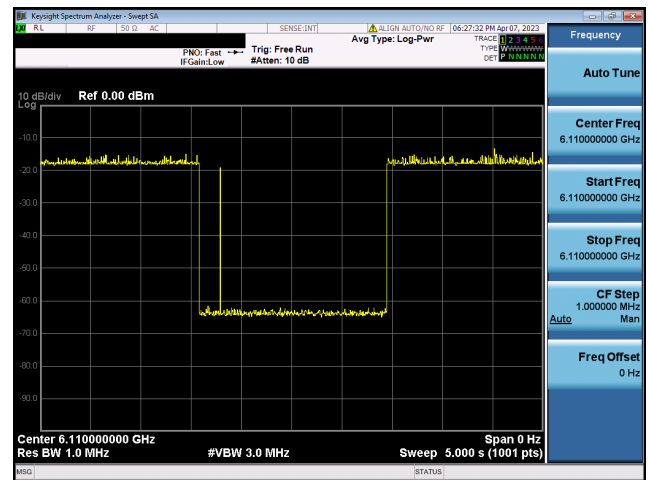 Keysight Spectrum Analyzer - Swept SA
RL RF 50 Ω AC SENSE:INT ALIGN AUTO/NO RF 06:27:32 PM Apr 07, 2023
Frequency
PNO: Fast Trig: Free Run Avg Type: Log-Pwr TRACE 1 2 3 4 5 6
IFGain:Low #Atten: 10 dB TYPE W
DET P N N N N N
Auto Tune
10 dB/div Ref 0.00 dBm
Log
-10.0
-20.0
-30.0
-40.0
-50.0
-60.0
-70.0
-80.0
-90.0
Center Freq
6.110000000 GHz
Start Freq
6.110000000 GHz
Stop Freq
6.110000000 GHz
CF Step
1.000000 MHz
Auto Man
Freq Offset
0 Hz
Center 6.110000000 GHz Span 0 Hz
Res BW 1.0 MHz #VBW 3.0 MHz Sweep 5.000 s (1001 pts)
MSG STATUS